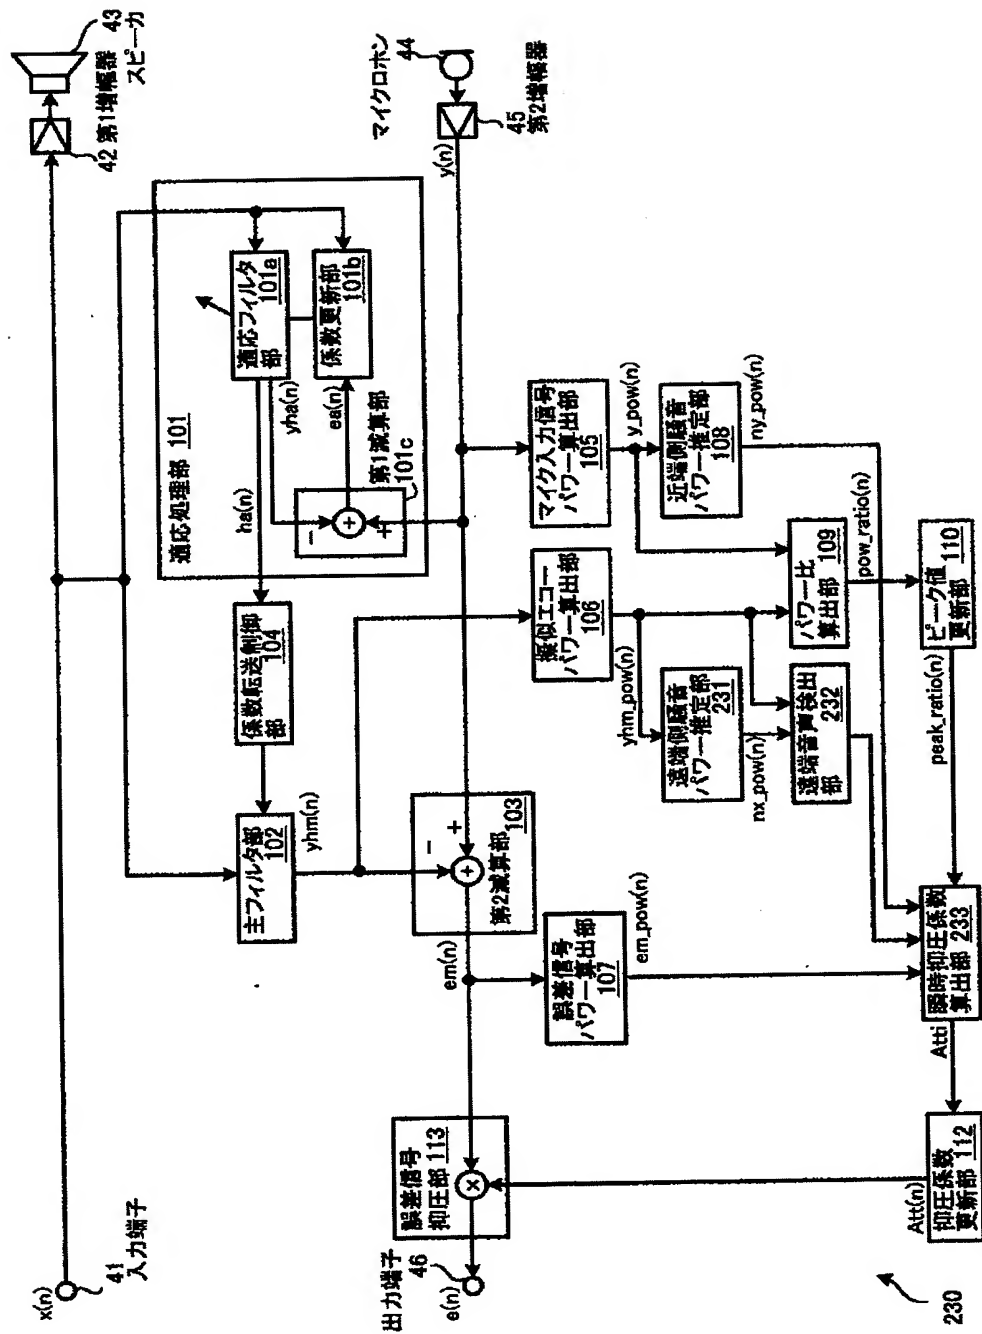 x(n)
41
入力端子
42 第1増幅器
43
スピーカ
適応処理部 101
適応フィルタ
部 101a
係数更新部
101b
ha(n)
yha(n)
ea(n)
第1減算部
101c
−
+
+
マイクロホン
44
45
第2増幅器
y(n)
係数転送制御
部 104
主フィルタ部
102
yhm(n)
−
+
+
第2減算部 103
em(n)
マイク入力信号
パワー算出部
105
y_pow(n)
近端側騒音
パワー推定部
108
ny_pow(n)
擬似エコー
パワー算出部
106
yhm_pow(n)
遠端側騒音
パワー推定部
231
nx_pow(n)
パワー比
算出部 109
pow_ratio(n)
遠端音声検出
部 232
ピーク値
更新部 110
peak_ratio(n)
誤差信号
パワー算出部
107
em_pow(n)
瞬時抑圧係数
算出部 233
Atti
抑圧係数
更新部 112
Att(n)
誤差信号
抑圧部 113
×
出力端子
46
e(n)
230